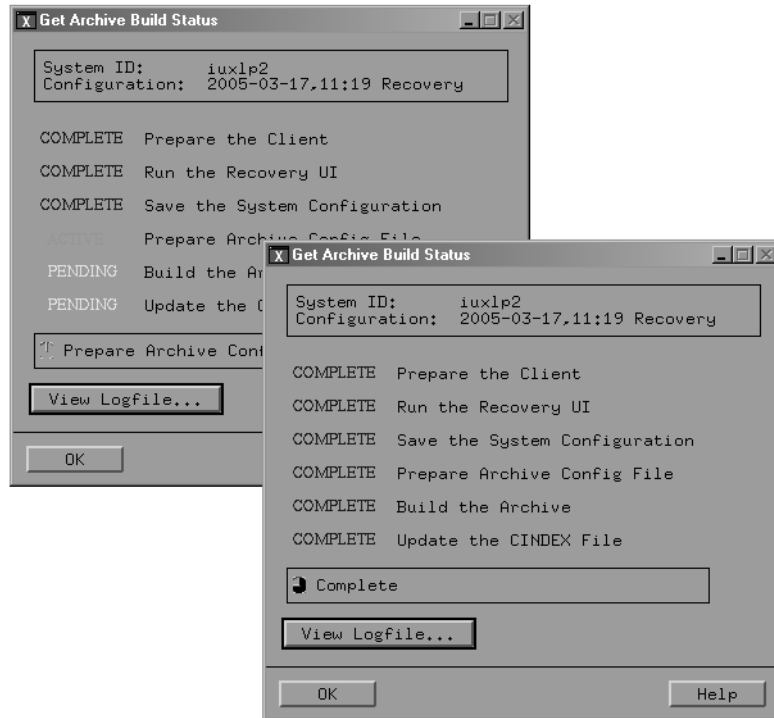 Get Archive Build Status
System ID: iuxlp2
Configuration: 2005-03-17,11:19 Recovery
COMPLETE Prepare the Client
COMPLETE Run the Recovery UI
COMPLETE Save the System Configuration
ACTIVE Prepare Archive Config File
PENDING Build the Ar
PENDING Update the C
Prepare Archive Conf
View Logfile...
OK
Get Archive Build Status
System ID: iuxlp2
Configuration: 2005-03-17,11:19 Recovery
COMPLETE Prepare the Client
COMPLETE Run the Recovery UI
COMPLETE Save the System Configuration
COMPLETE Prepare Archive Config File
COMPLETE Build the Archive
COMPLETE Update the CINDEX File
Complete
View Logfile...
OK Help